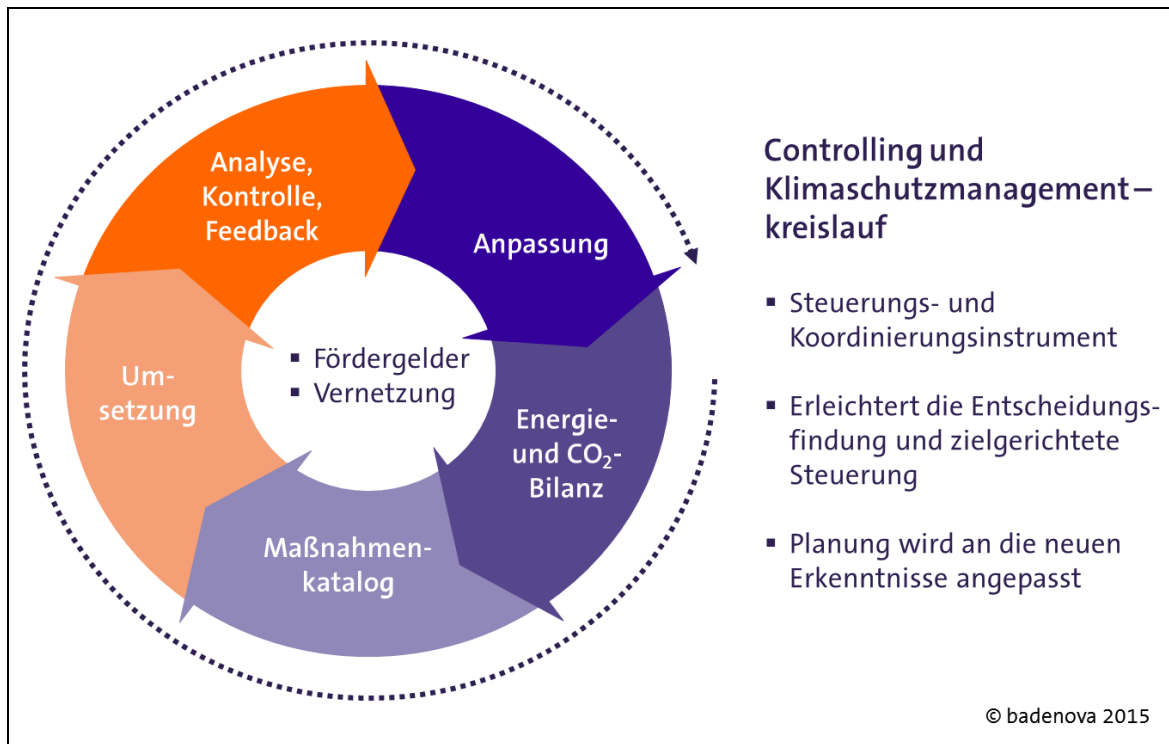 Analyse,
Kontrolle,
Feedback
Anpassung
Energie-
und CO₂-
Bilanz
Maßnahmen-
katalog
Um-
setzung
▪ Fördergelder
▪ Vernetzung
Controlling und
Klimaschutzmanagement –
kreislauf
▪ Steuerungs- und
Koordinierungsinstrument
▪ Erleichtert die Entscheidungs-
findung und zielgerichtete
Steuerung
▪ Planung wird an die neuen
Erkenntnisse angepasst
© badenova 2015